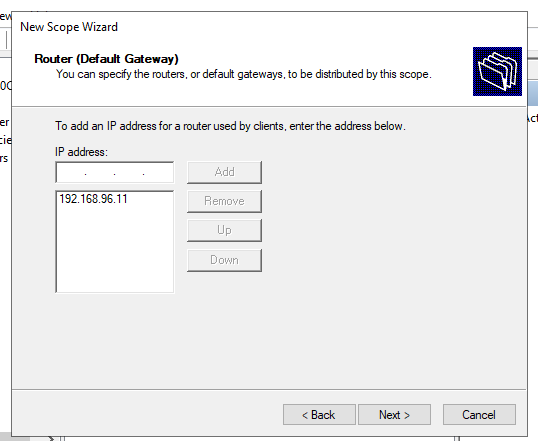 New Scope Wizard
Router (Default Gateway)
You can specify the routers, or default gateways, to be distributed by this scope.
To add an IP address for a router used by clients, enter the address below.
IP address:
. . .
Add
192.168.96.11
Remove
Up
Down
< Back
Next >
Cancel